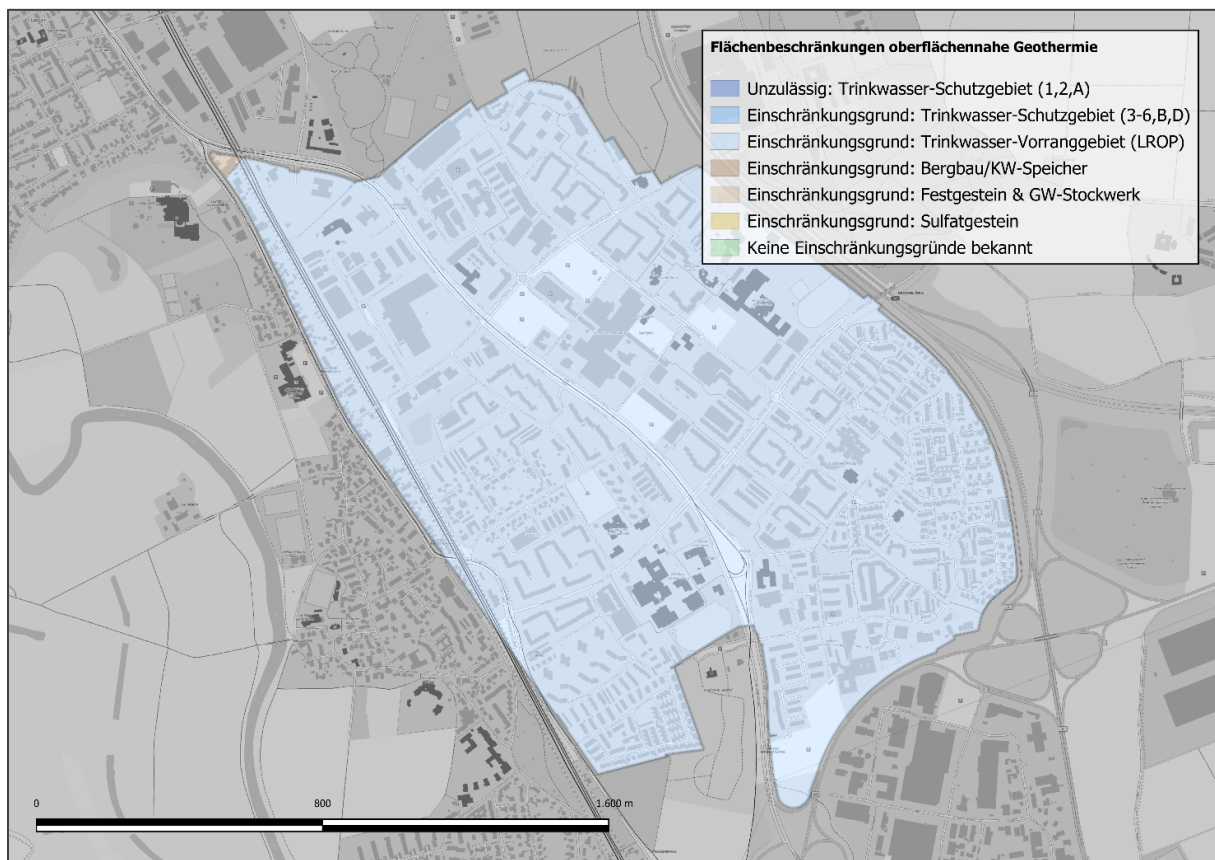 Flächenbeschränkungen oberflächennahe Geothermie
Unzulässig: Trinkwasser-Schutzgebiet (1,2,A)
Einschränkungsgrund: Trinkwasser-Schutzgebiet (3-6,B,D)
Einschränkungsgrund: Trinkwasser-Vorranggebiet (LROP)
Einschränkungsgrund: Bergbau/KW-Speicher
Einschränkungsgrund: Festgestein & GW-Stockwerk
Einschränkungsgrund: Sulfatgestein
Keine Einschränkungsgründe bekannt
0 800 1.600 m